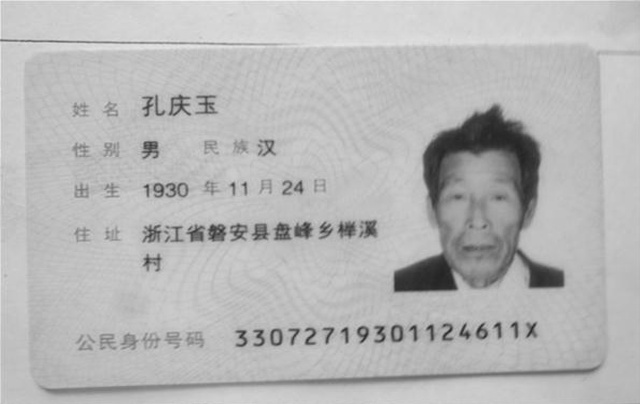 姓名 孔庆玉
性别 男 民族 汉
出生 1930 年 11 月 24 日
住址 浙江省磐安县盘峰乡榉溪
村
公民身份号码 33072719301124611X